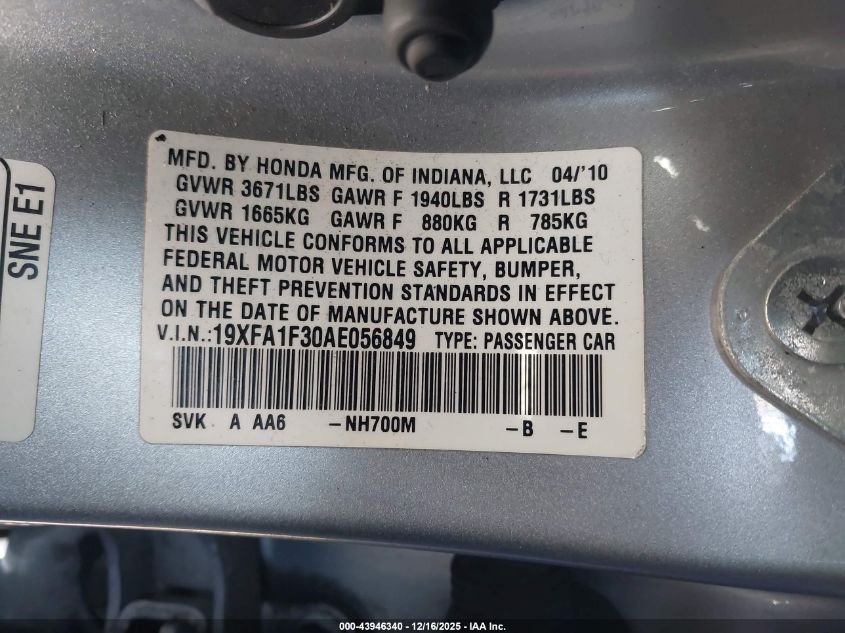 SNE E1
MFD. BY HONDA MFG. OF INDIANA, LLC 04/'10
GVWR 3671LBS GAWR F 1940LBS R 1731LBS
GVWR 1665KG GAWR F 880KG R 785KG
THIS VEHICLE CONFORMS TO ALL APPLICABLE
FEDERAL MOTOR VEHICLE SAFETY, BUMPER,
AND THEFT PREVENTION STANDARDS IN EFFECT
ON THE DATE OF MANUFACTURE SHOWN ABOVE.
V.I.N.:19XFA1F30AE056849 TYPE: PASSENGER CAR
SVK A AA6 -NH700M -B -E
000-43946340 - 12/16/2025 - IAA Inc.